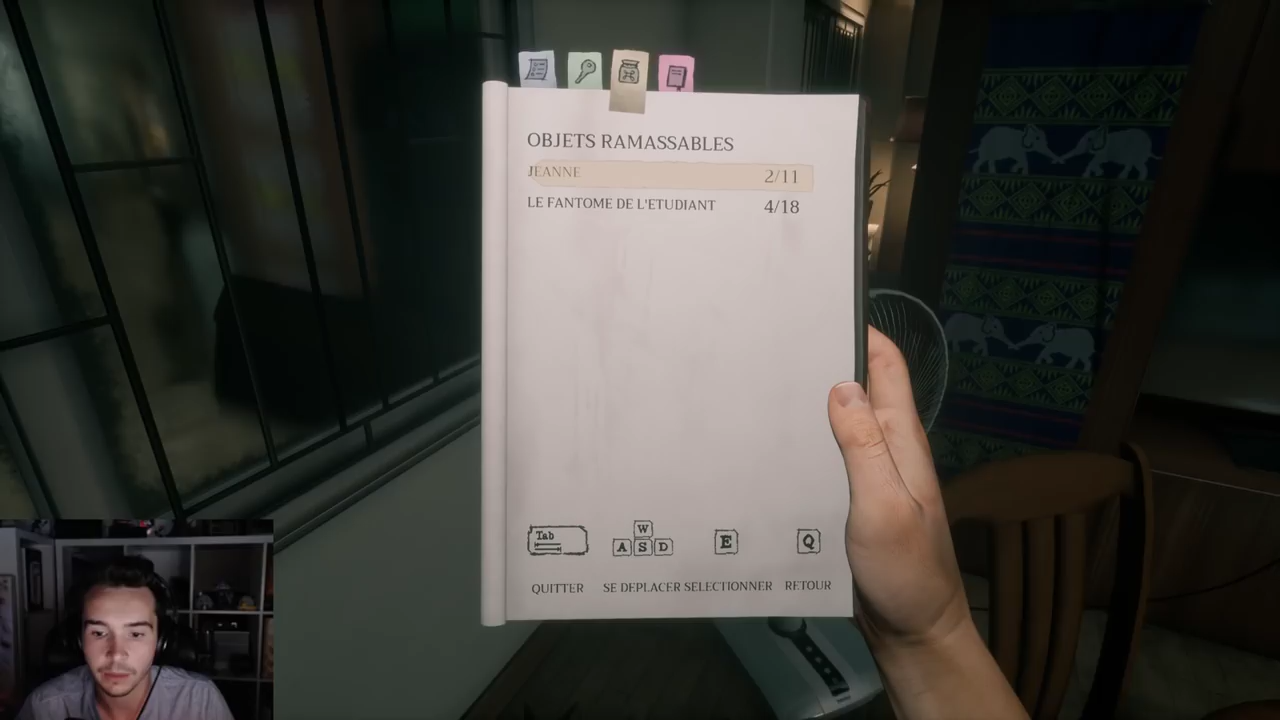 OBJETS RAMASSABLES
JEANNE 2/11
LE FANTOME DE L'ETUDIANT 4/18
Tab W A S D E Q
QUITTER SE DEPLACER SELECTIONNER RETOUR